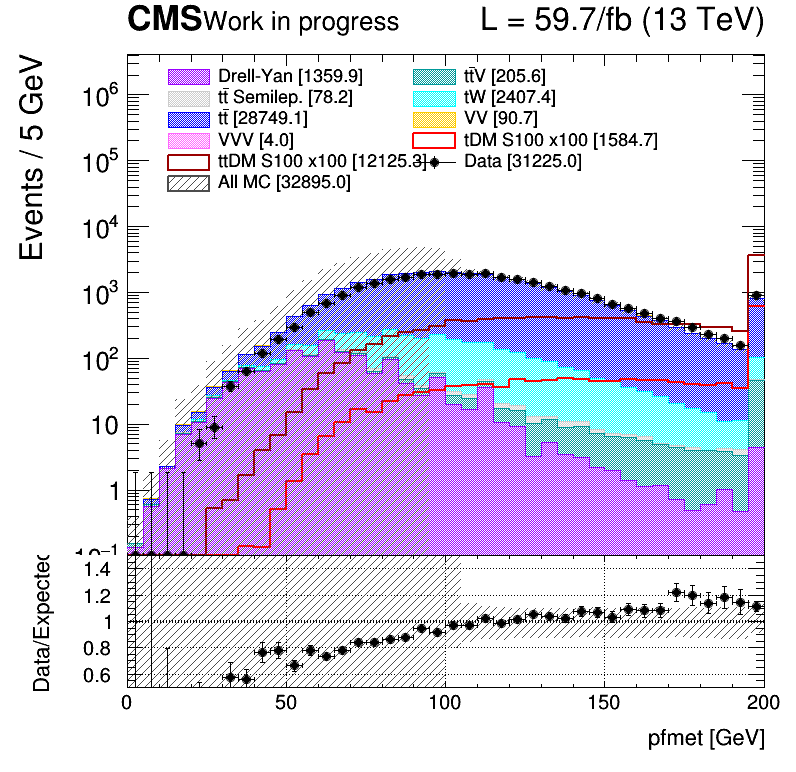 CMS Work in progress L = 59.7/fb (13 TeV)
Events / 5 GeV
Drell-Yan [1359.9] tt̄V [205.6]
tt̄ Semilep. [78.2] tW [2407.4]
tt̄ [28749.1] VV [90.7]
VVV [4.0] tDM S100 x100 [1584.7]
ttDM S100 x100 [12125.3] Data [31225.0]
All MC [32895.0]
10⁶
10⁵
10⁴
10³
10²
10
1
10⁻¹
Data/Expected
1.4
1.2
1
0.8
0.6
0 50 100 150 200
pfmet [GeV]